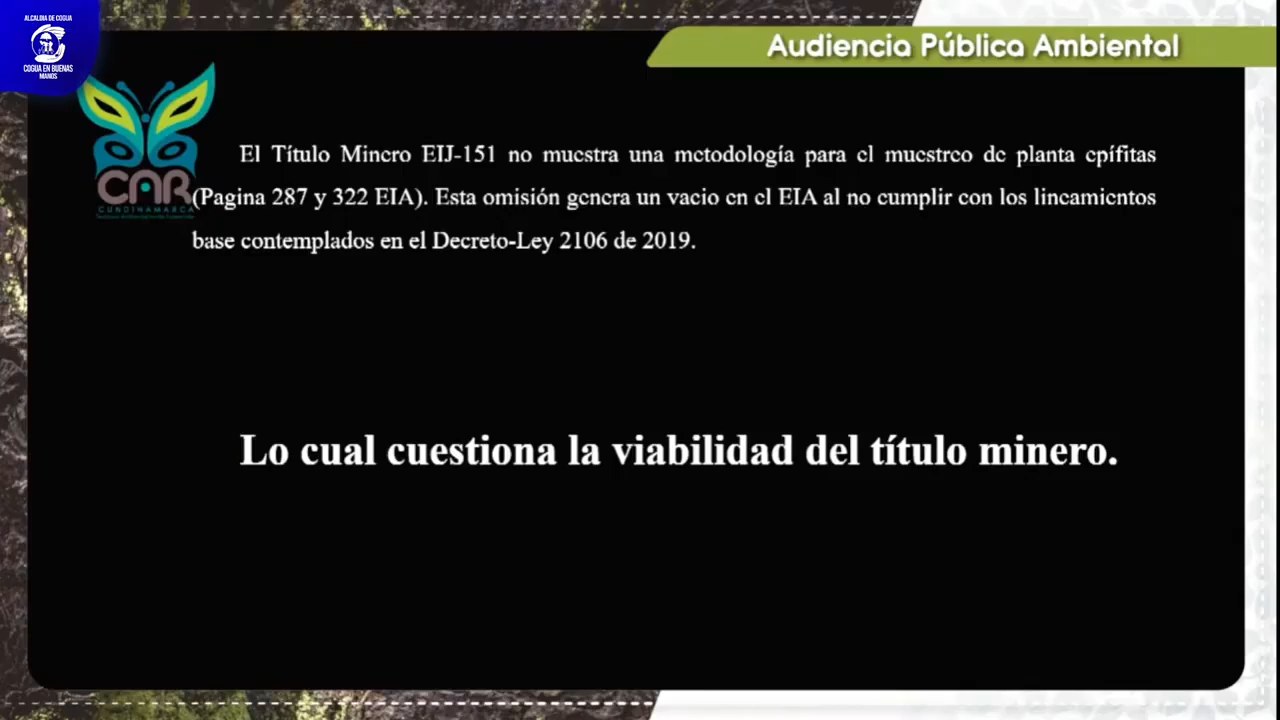 ALCALDIA DE COGUA
COGUA EN BUENAS
MANOS
Audiencia Pública Ambiental
CAR
CUNDINAMARCA
El Título Minero EIJ-151 no muestra una metodología para el muestreo de planta epífitas
(Pagina 287 y 322 EIA). Esta omisión genera un vacio en el EIA al no cumplir con los lineamientos
base contemplados en el Decreto-Ley 2106 de 2019.
Lo cual cuestiona la viabilidad del título minero.